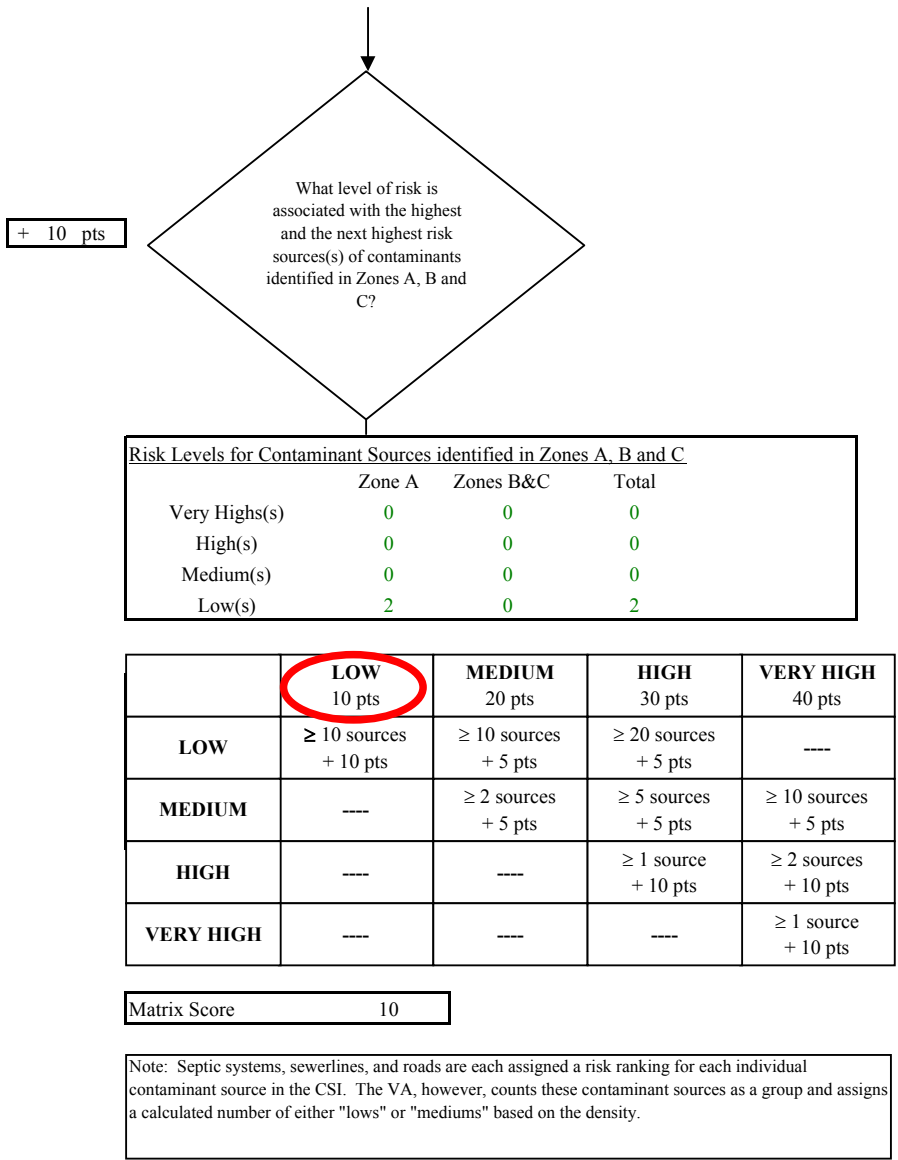 What level of risk is
associated with the highest
and the next highest risk
sources(s) of contaminants
identified in Zones A, B and
C?
+ 10 pts
Risk Levels for Contaminant Sources identified in Zones A, B and C
Zone A Zones B&C Total
Very Highs(s) 0 0 0
High(s) 0 0 0
Medium(s) 0 0 0
Low(s) 2 0 2
LOW MEDIUM HIGH VERY HIGH
10 pts 20 pts 30 pts 40 pts
LOW ≥ 10 sources ≥ 10 sources ≥ 20 sources ----
+ 10 pts + 5 pts + 5 pts
MEDIUM ---- ≥ 2 sources ≥ 5 sources ≥ 10 sources
+ 5 pts + 5 pts + 5 pts
HIGH ---- ---- ≥ 1 source ≥ 2 sources
+ 10 pts + 10 pts
VERY HIGH ---- ---- ---- ≥ 1 source
+ 10 pts
Matrix Score 10
Note: Septic systems, sewerlines, and roads are each assigned a risk ranking for each individual
contaminant source in the CSI. The VA, however, counts these contaminant sources as a group and assigns
a calculated number of either "lows" or "mediums" based on the density.